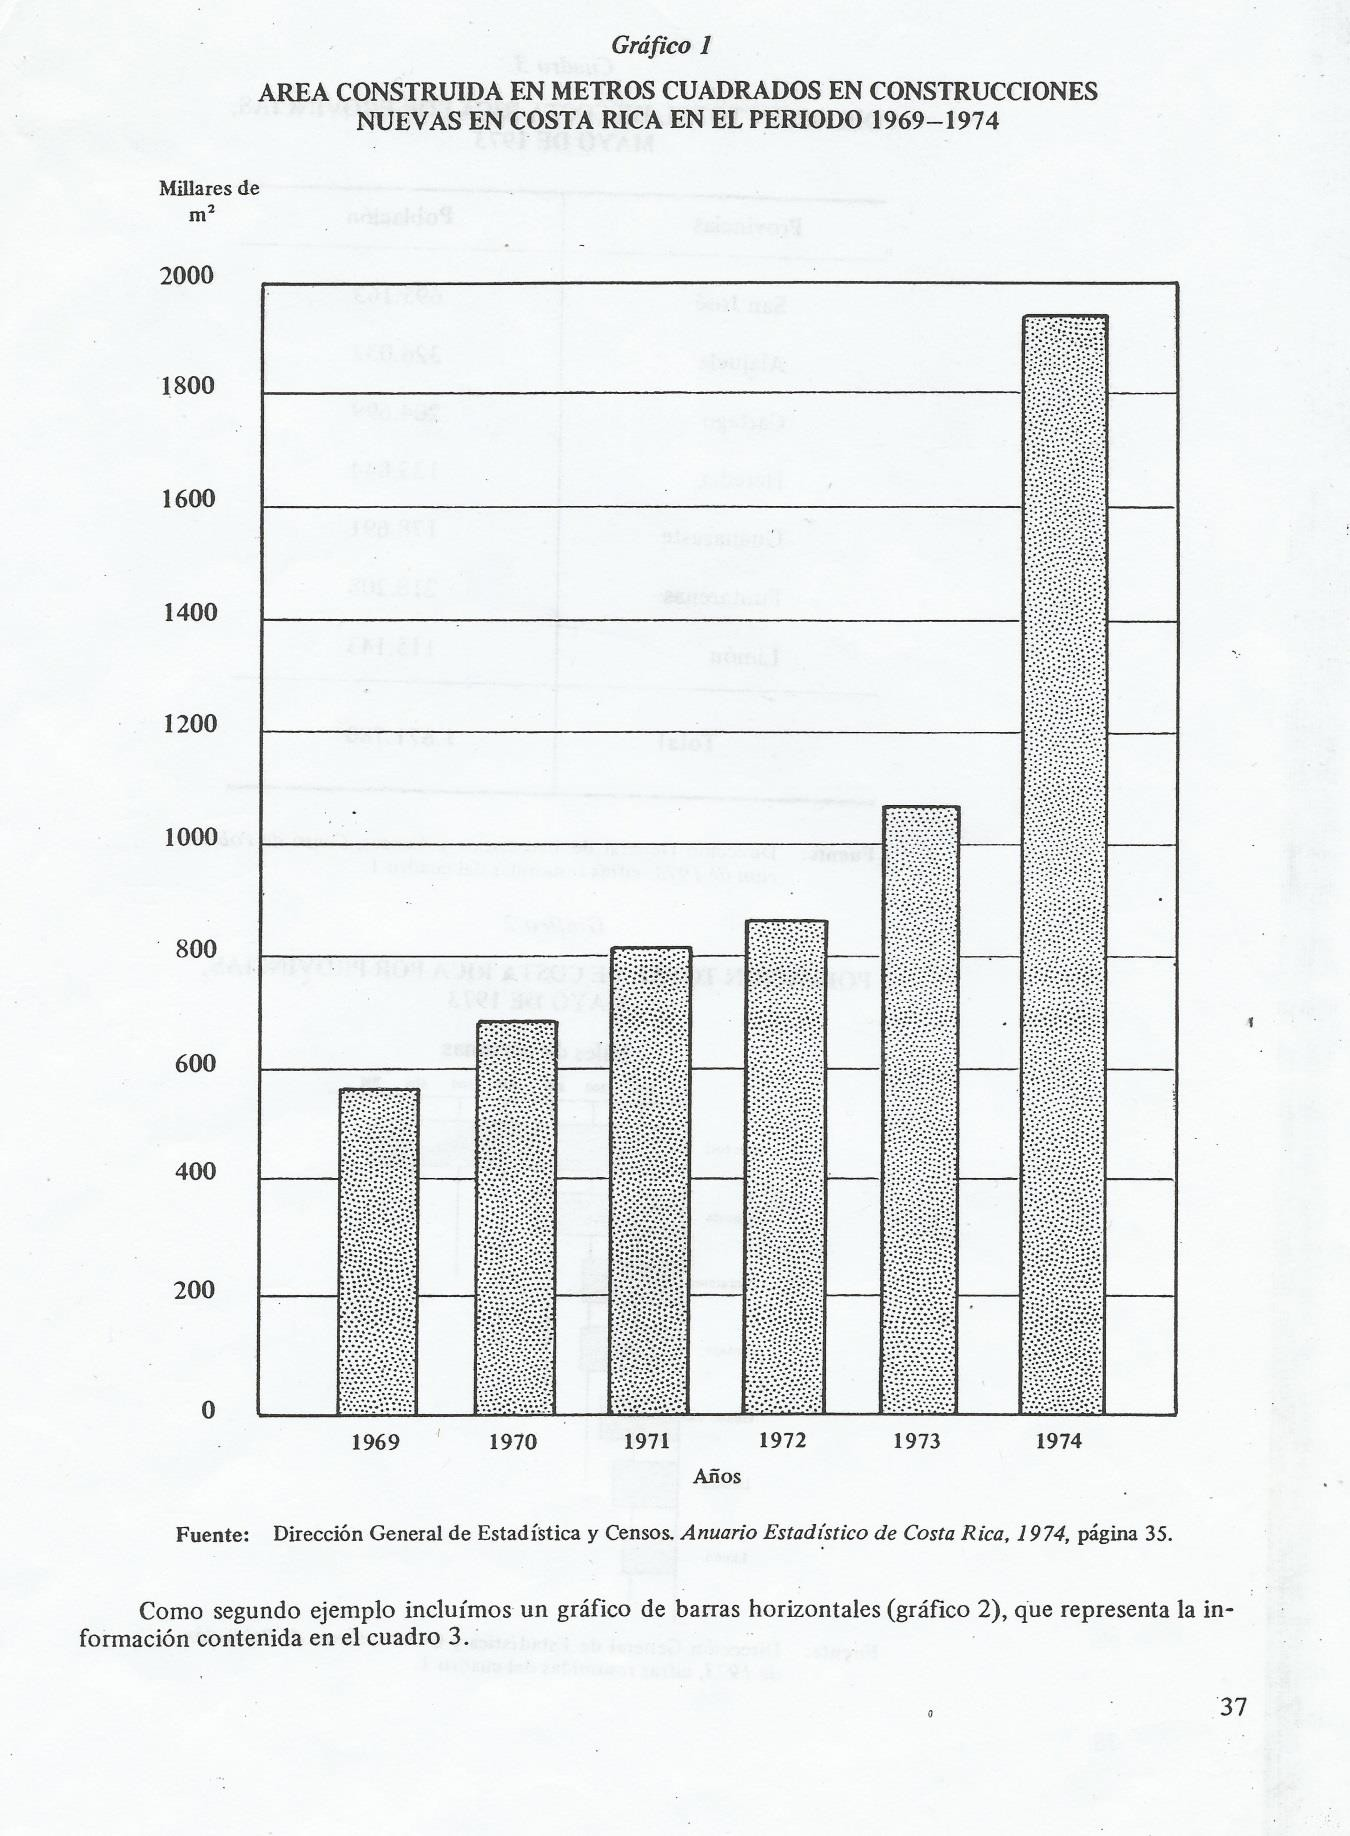 Gráfico 1
AREA CONSTRUIDA EN METROS CUADRADOS EN CONSTRUCCIONES
NUEVAS EN COSTA RICA EN EL PERIODO 1969–1974
Millares de
m²
2000
1800
1600
1400
1200
1000
800
600
400
200
0
1969 1970 1971 1972 1973 1974
Años
Fuente: Dirección General de Estadística y Censos. Anuario Estadístico de Costa Rica, 1974, página 35.
Como segundo ejemplo incluímos un gráfico de barras horizontales (gráfico 2), que representa la in-
formación contenida en el cuadro 3.
37